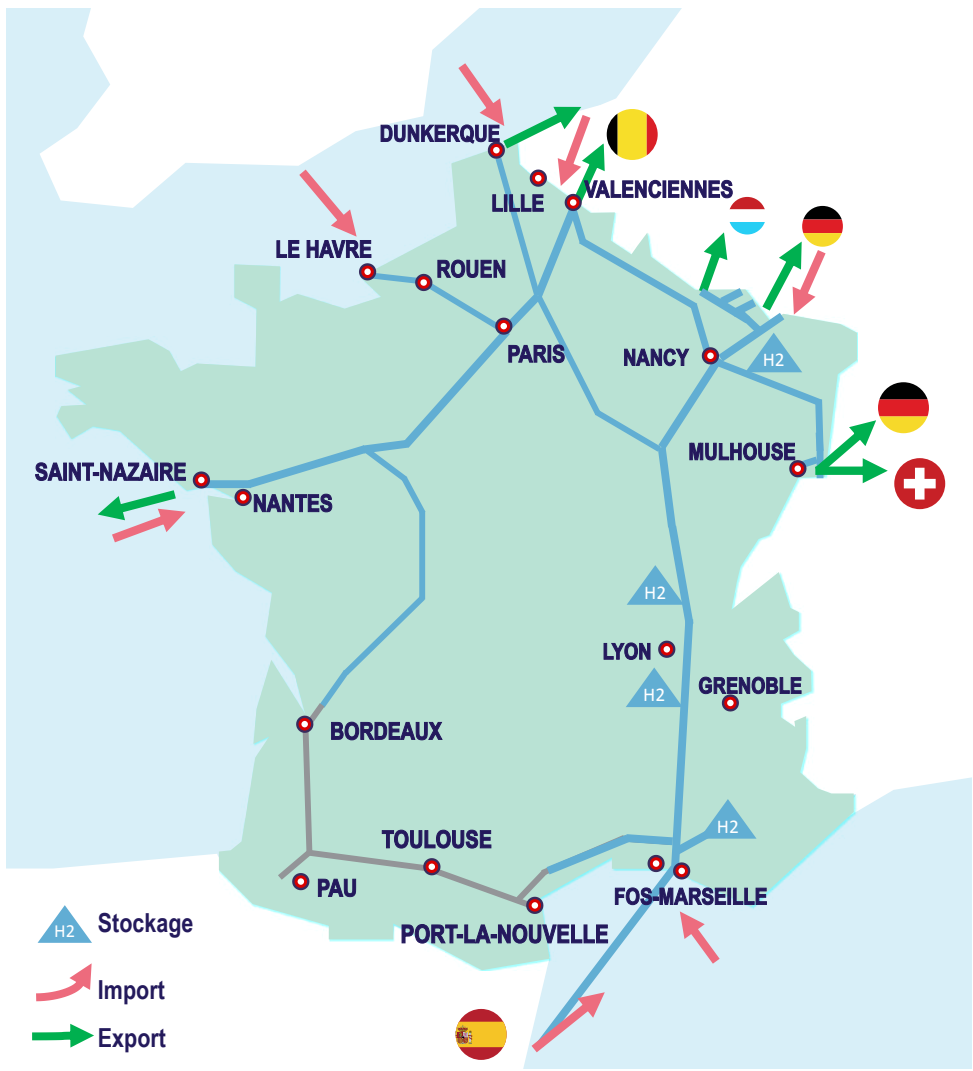 DUNKERQUE
LILLE
VALENCIENNES
LE HAVRE
ROUEN
PARIS
NANCY
H2
MULHOUSE
SAINT-NAZAIRE
NANTES
H2
LYON
H2
GRENOBLE
BORDEAUX
H2
TOULOUSE
PAU
FOS-MARSEILLE
PORT-LA-NOUVELLE
H2 Stockage
Import
Export